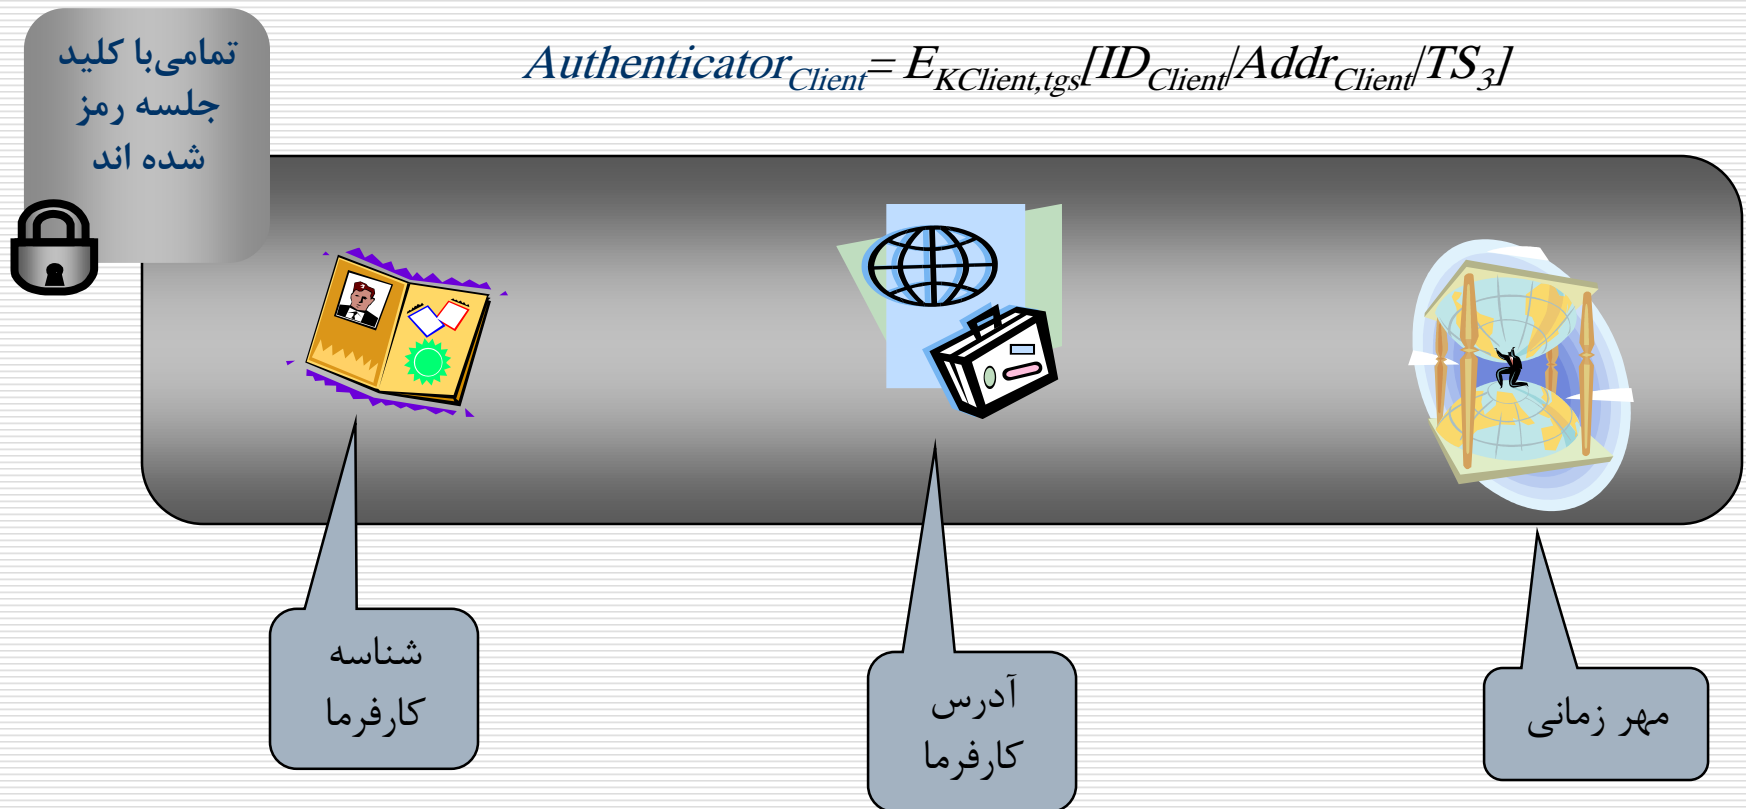 تمامی‌با کلید
جلسه رمز
شده اند
Authenticator_Client = E_KClient,tgs[ID_Client|Addr_Client|TS_3]
شناسه
کارفرما
آدرس
کارفرما
مهر زمانی